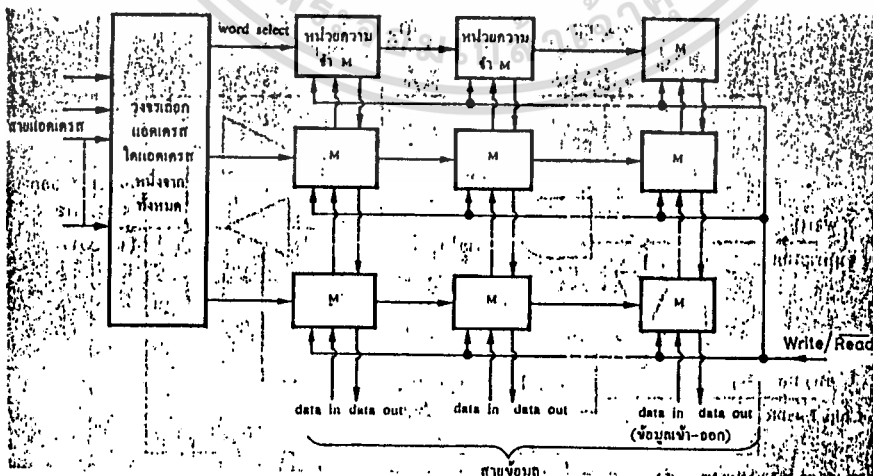 word select
หน่วยความ
จำ M
หน่วยความ
จำ M
M
สายแอดเดรส
วงจรเลือก
แอดเดรส
ใดแอดเดรส
หนึ่งจาก
ทั้งหมด
M
M
M
M
M
M
Write/Read
data in data out
data in data out
data in data out
(ข้อมูลเข้า-ออก)
สายข้อมูล